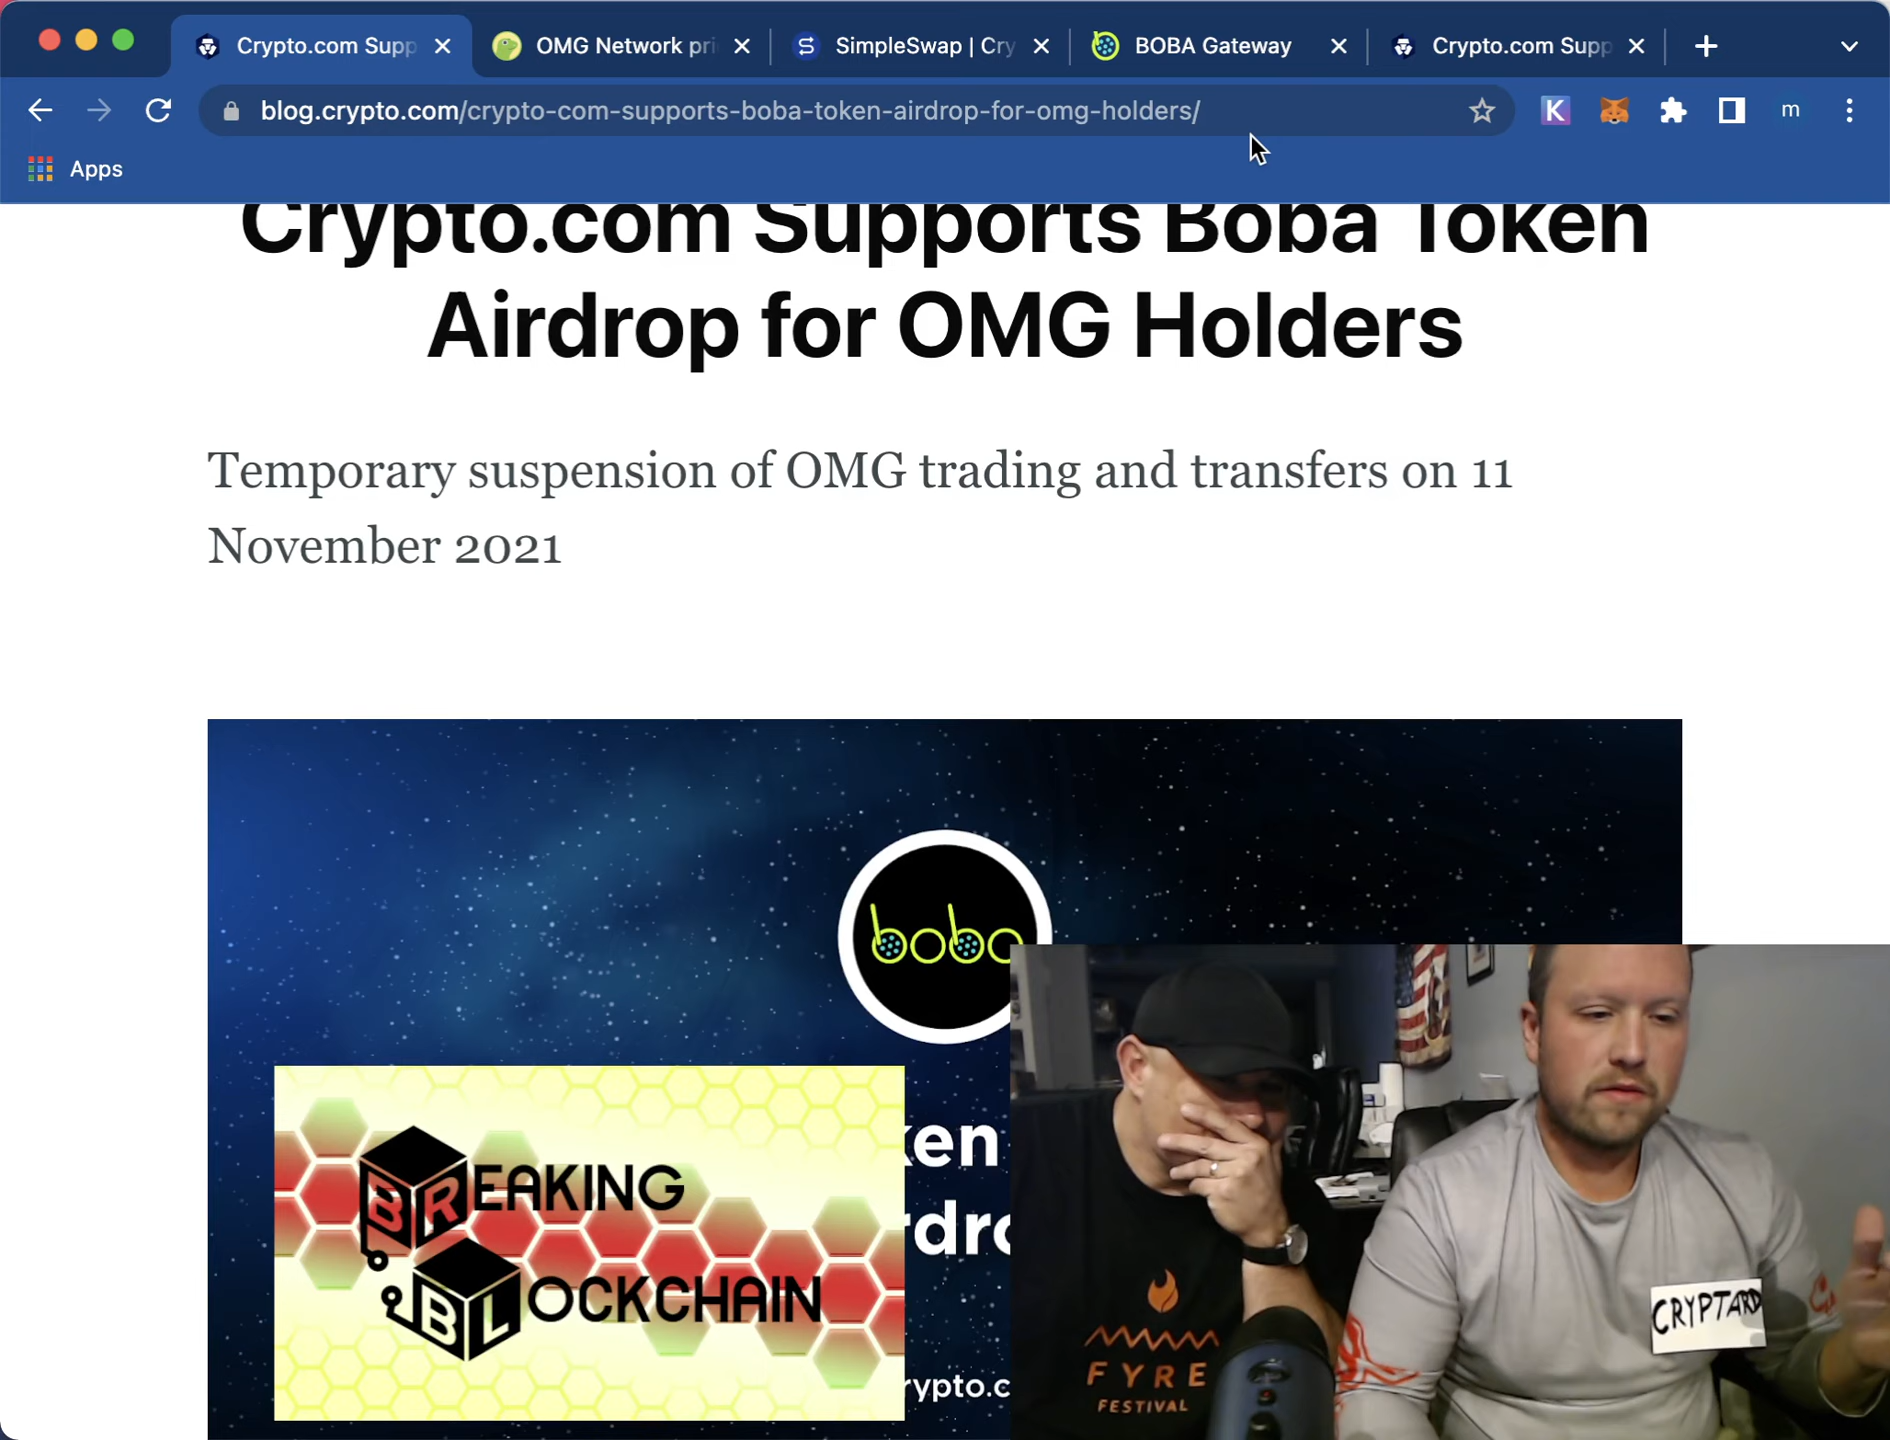 Crypto.com Supp
OMG Network pri
SimpleSwap | Cry
BOBA Gateway
Crypto.com Supp
blog.crypto.com/crypto-com-supports-boba-token-airdrop-for-omg-holders/
K
m
Apps
Crypto.com Supports Boba Token
Airdrop for OMG Holders
Temporary suspension of OMG trading and transfers on 11
November 2021
boba
ken
rdro
rypto.c
BREAKING
BLOCKCHAIN
CRYPTARD
FYRE
FESTIVAL